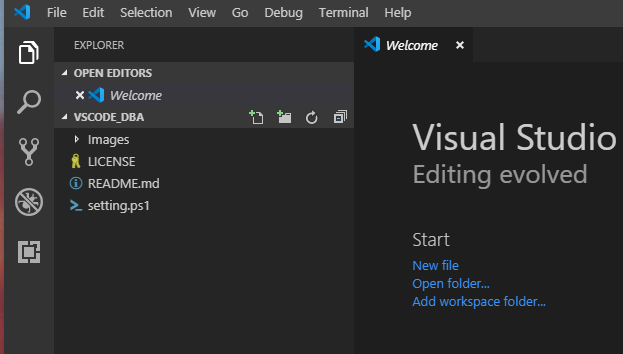 File Edit Selection View Go Debug Terminal Help
EXPLORER
OPEN EDITORS
Welcome
VSCODE_DBA
Images
LICENSE
README.md
setting.ps1
Welcome
Visual Studio
Editing evolved
Start
New file
Open folder...
Add workspace folder...